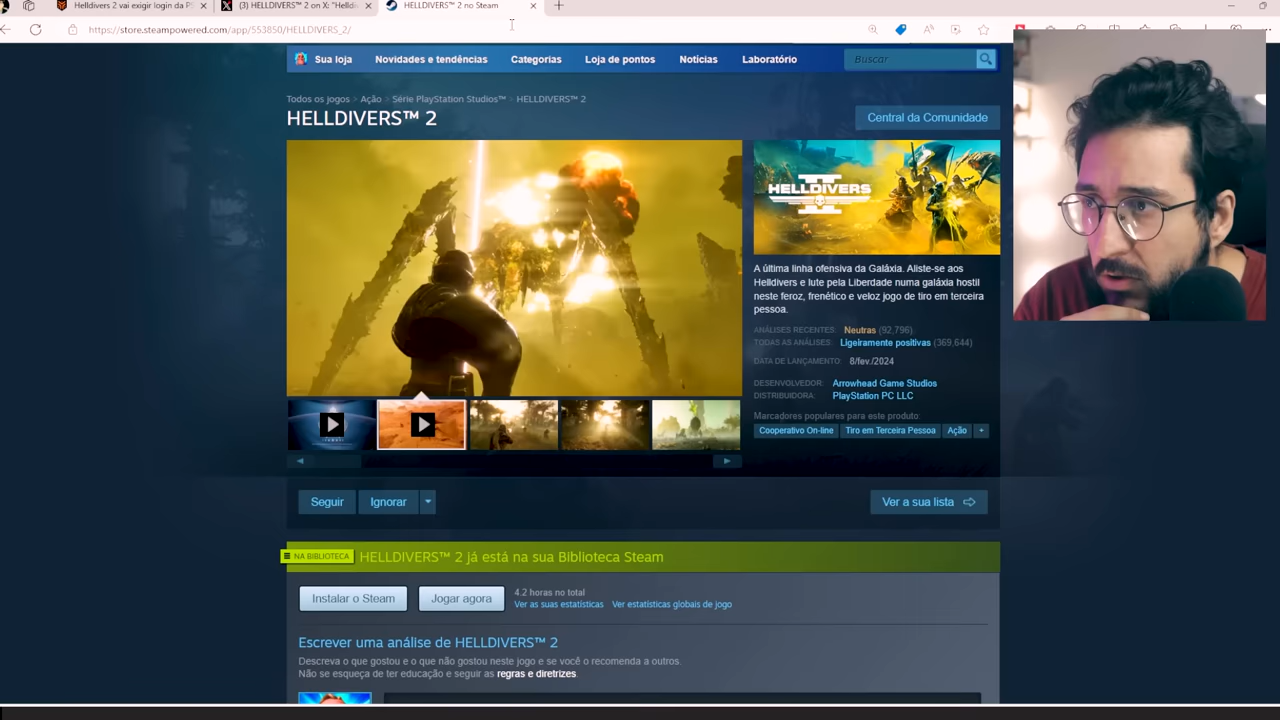 Helldivers 2 vai exigir login da PS
(3) HELLDIVERS™ 2 on X: "Helldi
HELLDIVERS™ 2 no Steam
https://store.steampowered.com/app/553850/HELLDIVERS_2/
Sua loja Novidades e tendências Categorias Loja de pontos Notícias Laboratório Buscar
Todos os jogos > Ação > Série PlayStation Studios™ > HELLDIVERS™ 2
HELLDIVERS™ 2
Central da Comunidade
HELLDIVERS
II
A última linha ofensiva da Galáxia. Aliste-se aos
Helldivers e lute pela Liberdade numa galáxia hostil
neste feroz, frenético e veloz jogo de tiro em terceira
pessoa.
ANÁLISES RECENTES: Neutras (92,796)
TODAS AS ANÁLISES: Ligeiramente positivas (369,644)
DATA DE LANÇAMENTO: 8/fev./2024
DESENVOLVEDOR: Arrowhead Game Studios
DISTRIBUIDORA: PlayStation PC LLC
Marcadores populares para este produto:
Cooperativo On-line Tiro em Terceira Pessoa Ação +
Seguir Ignorar Ver a sua lista
NA BIBLIOTECA HELLDIVERS™ 2 já está na sua Biblioteca Steam
Instalar o Steam Jogar agora
4.2 horas no total
Ver as suas estatísticas Ver estatísticas globais de jogo
Escrever uma análise de HELLDIVERS™ 2
Descreva o que gostou e o que não gostou neste jogo e se você o recomenda a outros.
Não se esqueça de ter educação e seguir as regras e diretrizes.